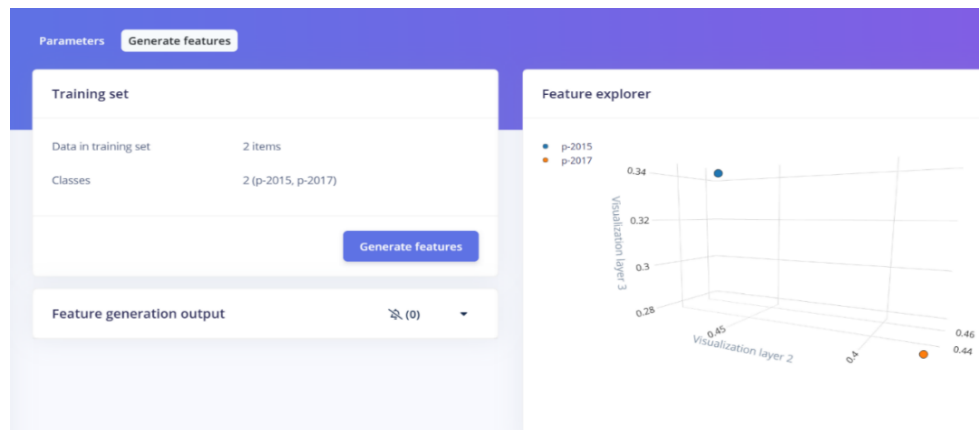 Parameters Generate features
Training set
Data in training set 2 items
Classes 2 (p-2015, p-2017)
Generate features
Feature generation output (0)
Feature explorer
p-2015
p-2017
0.34
0.32
0.3
0.28
Visualization layer 3
0.45
Visualization layer 2
0.4
0.46
0.44